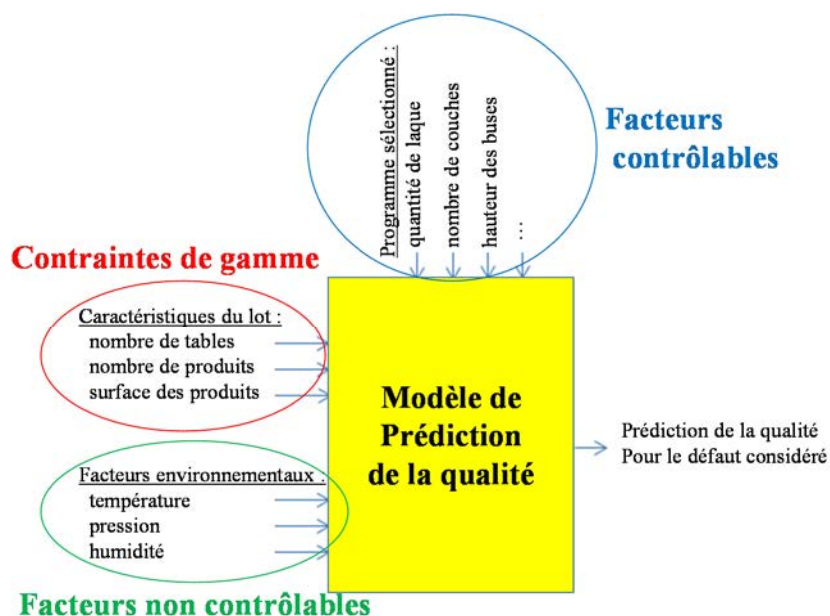 Programme sélectionné :
quantité de laque
nombre de couches
hauteur des buses
...
Facteurs
contrôlables
Contraintes de gamme
Caractéristiques du lot :
nombre de tables
nombre de produits
surface des produits
Modèle de
Prédiction
de la qualité
Prédiction de la qualité
Pour le défaut considéré
Facteurs environnementaux :
température
pression
humidité
Facteurs non contrôlables